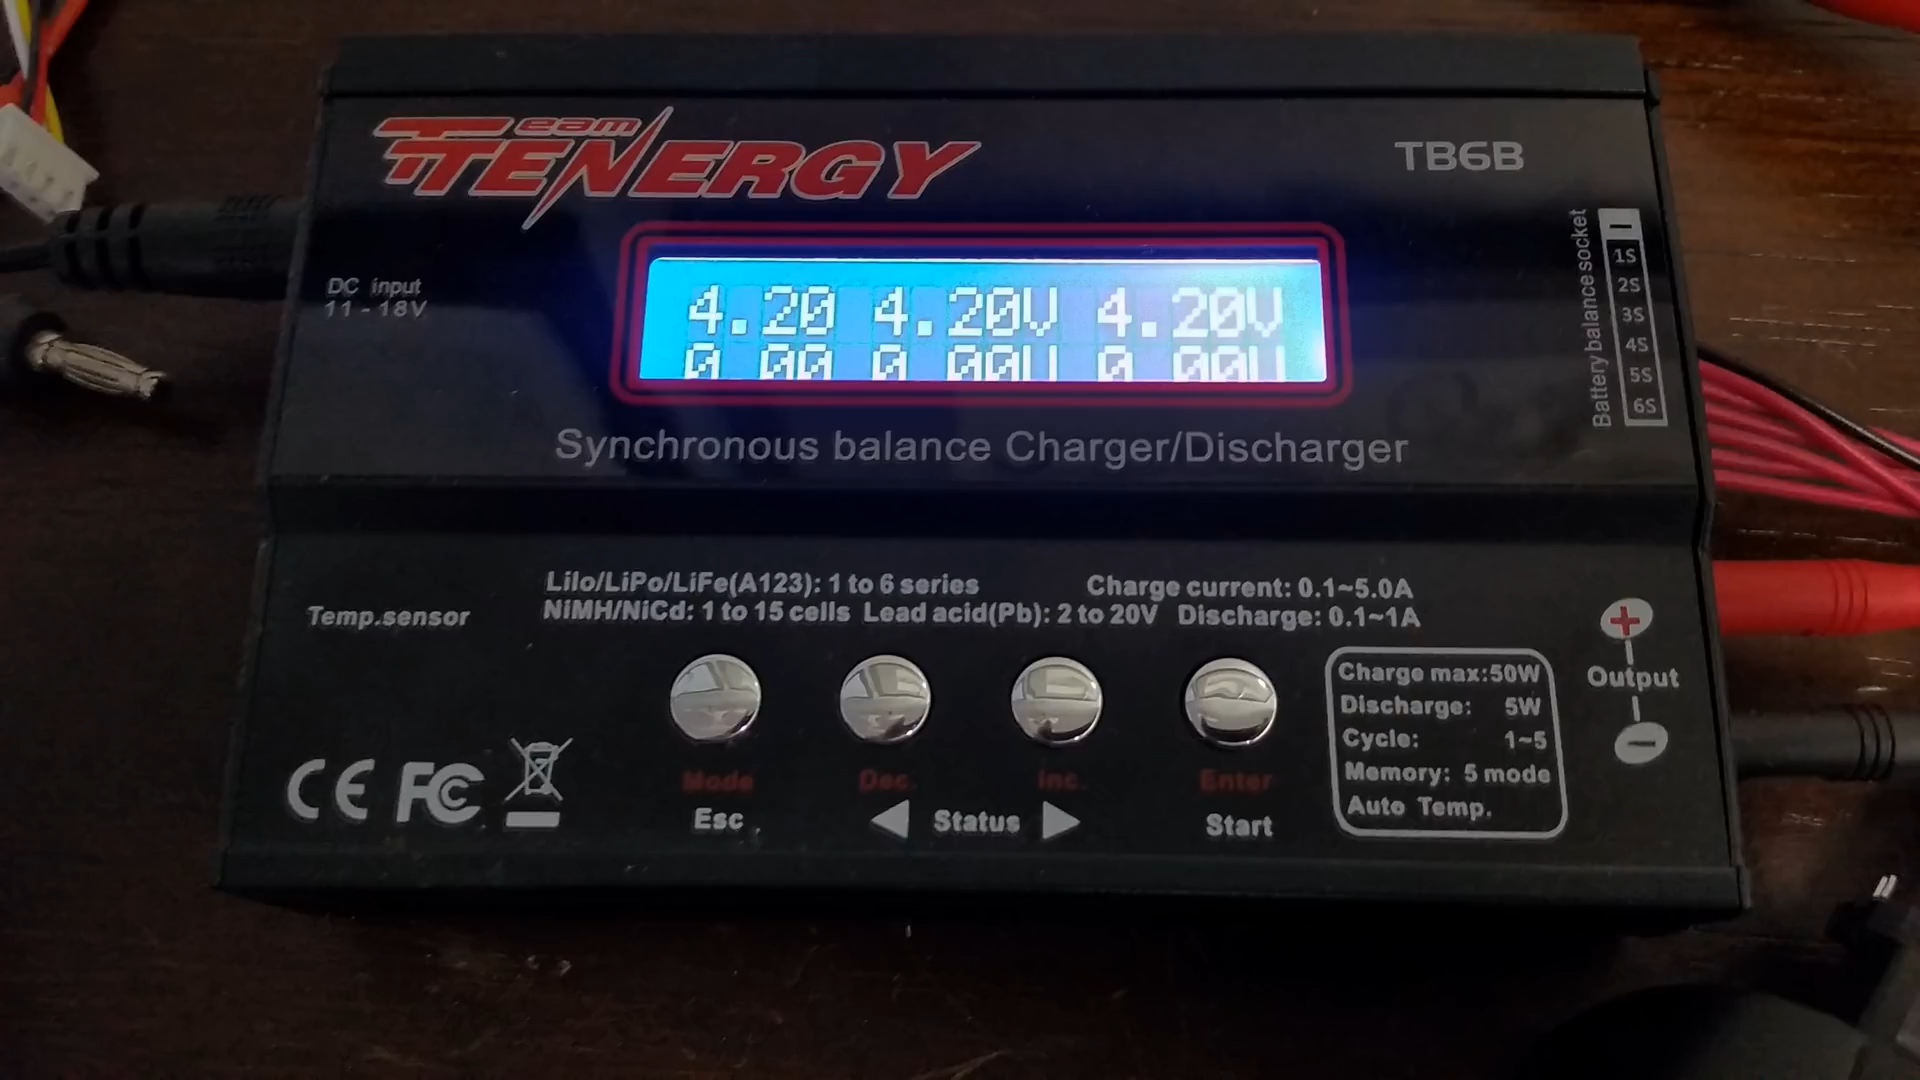 Team TENERGY
TB6B
DC input
11 - 18V
4.20 4.20V 4.20V
0.00 0.00V 0.00V
Battery balance socket
1S
2S
3S
4S
5S
6S
Synchronous balance Charger/Discharger
LiIo/LiPo/LiFe(A123): 1 to 6 series
Charge current: 0.1~5.0A
NiMH/NiCd: 1 to 15 cells Lead acid(Pb): 2 to 20V Discharge: 0.1~1A
Temp.sensor
Output
Charge max:50W
Discharge: 5W
Cycle: 1~5
Memory: 5 mode
Auto Temp.
Mode
Dec.
Inc.
Enter
Esc
Status
Start
CE FC